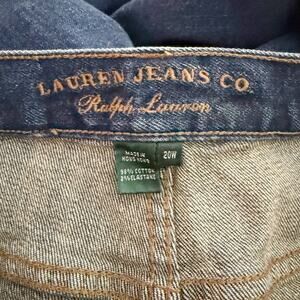 LAUREN JEANS CO.
Ralph Lauren
MADE IN
HONG KONG
20W
98% COTTON
2% ELASTANE